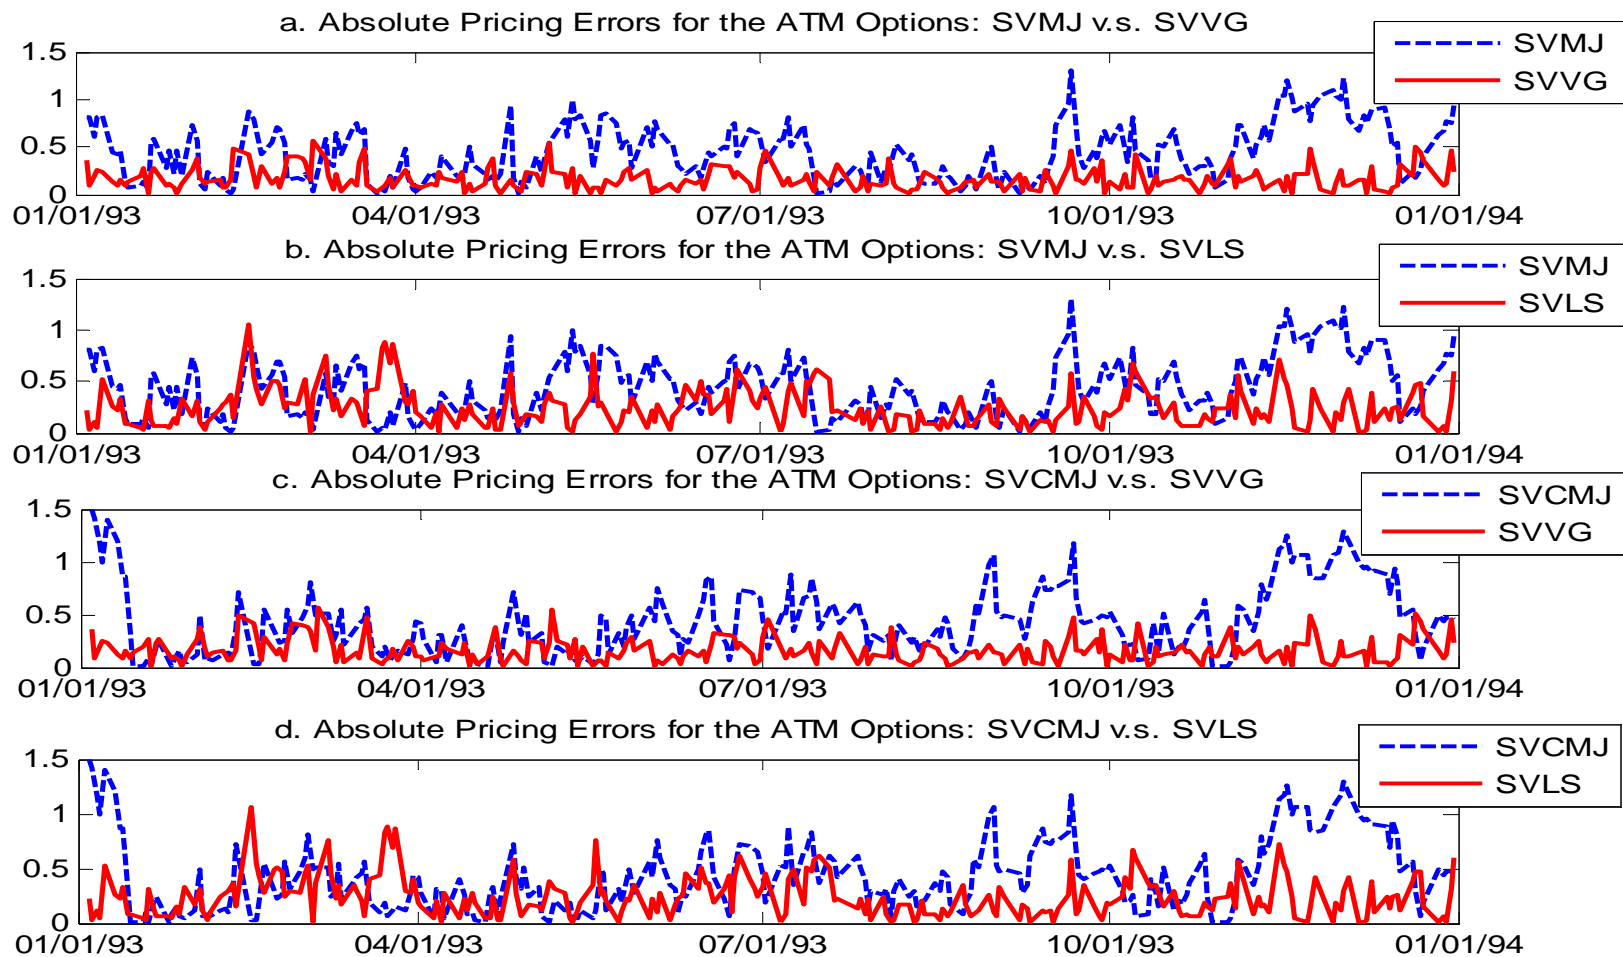 a. Absolute Pricing Errors for the ATM Options: SVMJ v.s. SVVG
SVMJ
SVVG
1.5
1
0.5
0
01/01/93 04/01/93 07/01/93 10/01/93 01/01/94
b. Absolute Pricing Errors for the ATM Options: SVMJ v.s. SVLS
SVMJ
SVLS
1.5
1
0.5
0
01/01/93 04/01/93 07/01/93 10/01/93 01/01/94
c. Absolute Pricing Errors for the ATM Options: SVCMJ v.s. SVVG
SVCMJ
SVVG
1.5
1
0.5
0
01/01/93 04/01/93 07/01/93 10/01/93 01/01/94
d. Absolute Pricing Errors for the ATM Options: SVCMJ v.s. SVLS
SVCMJ
SVLS
1.5
1
0.5
0
01/01/93 04/01/93 07/01/93 10/01/93 01/01/94